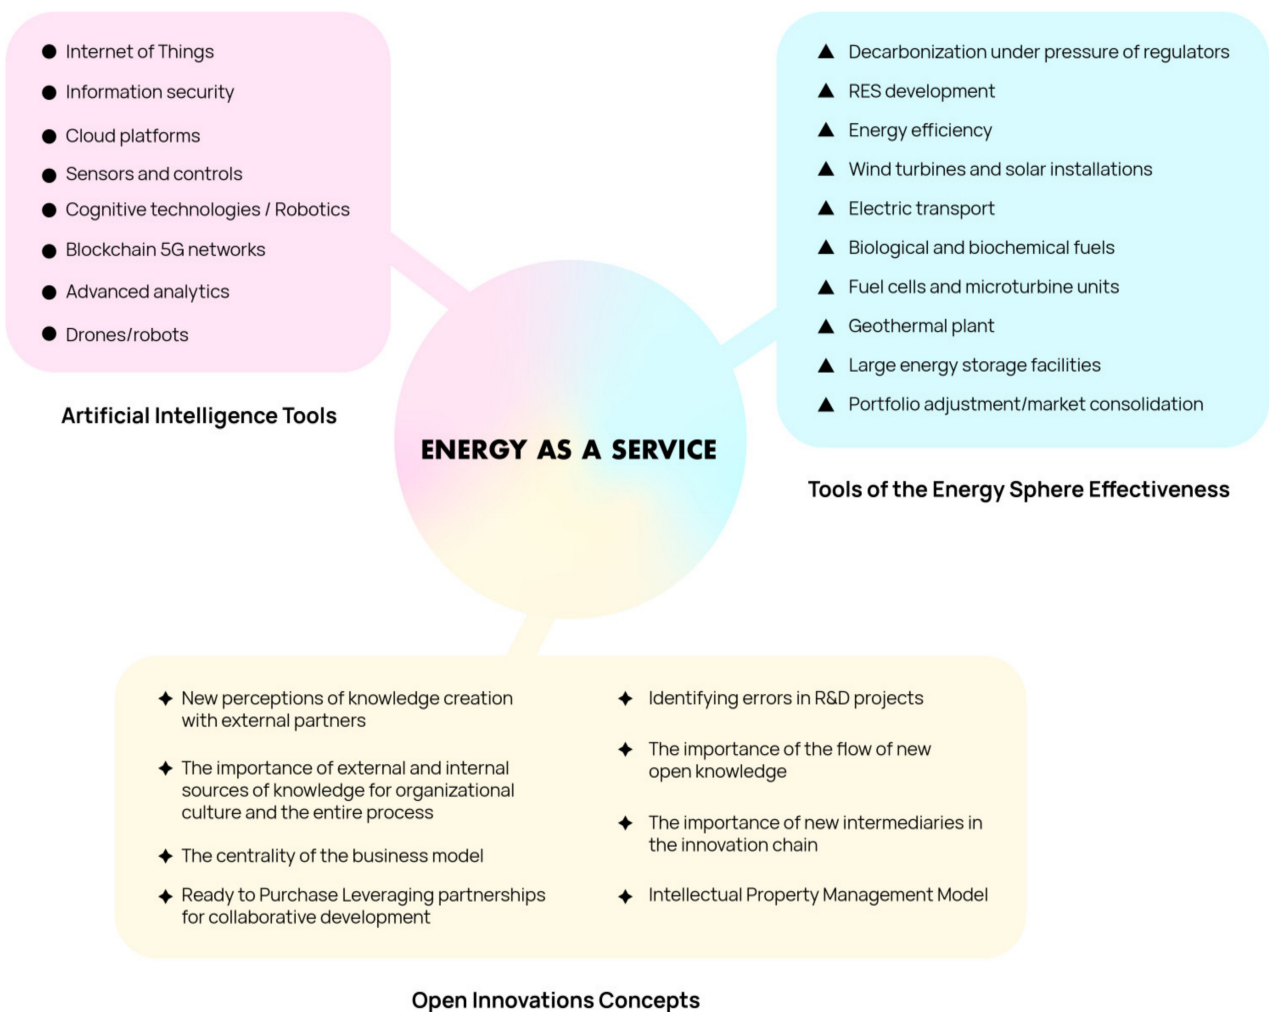 Internet of Things
Information security
Cloud platforms
Sensors and controls
Cognitive technologies / Robotics
Blockchain 5G networks
Advanced analytics
Drones/robots
Artificial Intelligence Tools
Decarbonization under pressure of regulators
RES development
Energy efficiency
Wind turbines and solar installations
Electric transport
Biological and biochemical fuels
Fuel cells and microturbine units
Geothermal plant
Large energy storage facilities
Portfolio adjustment/market consolidation
Tools of the Energy Sphere Effectiveness
ENERGY AS A SERVICE
New perceptions of knowledge creation
with external partners
The importance of external and internal
sources of knowledge for organizational
culture and the entire process
The centrality of the business model
Ready to Purchase Leveraging partnerships
for collaborative development
Identifying errors in R&D projects
The importance of the flow of new
open knowledge
The importance of new intermediaries in
the innovation chain
Intellectual Property Management Model
Open Innovations Concepts